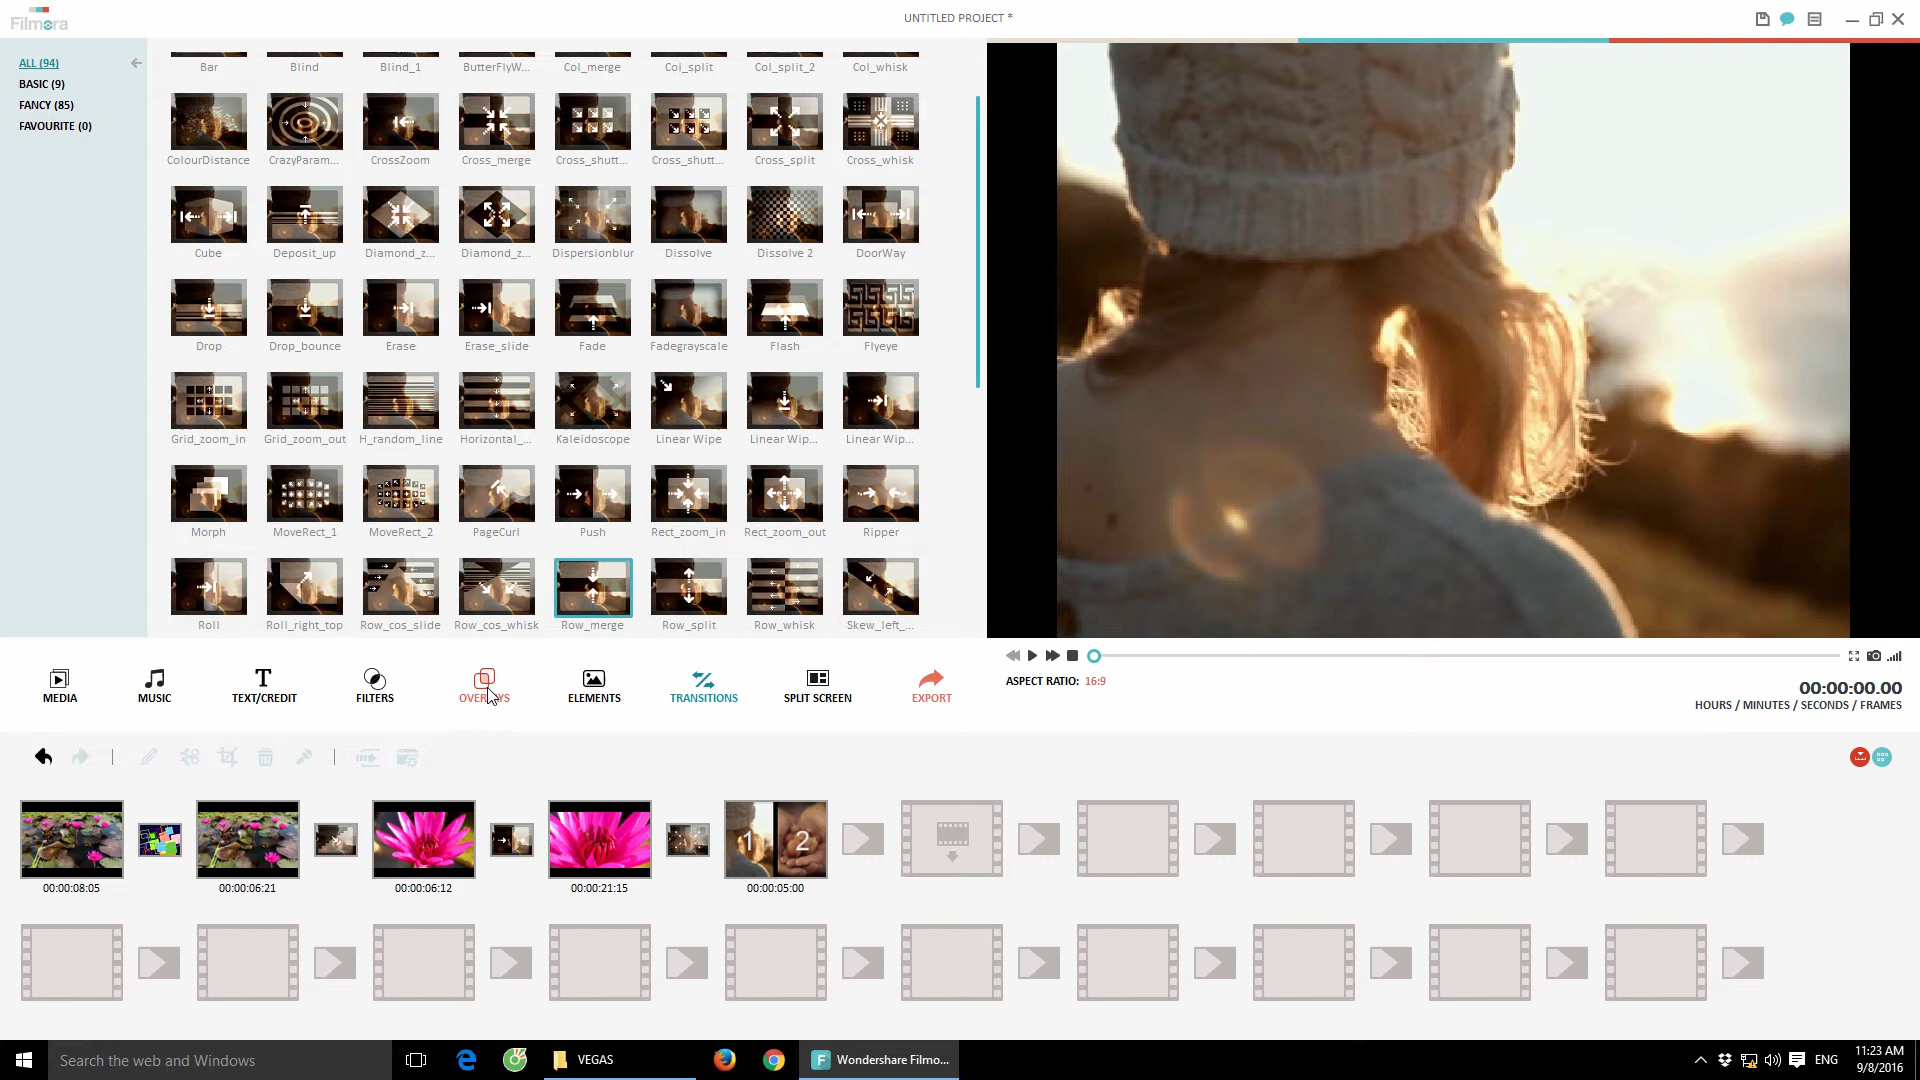 Filmora
UNTITLED PROJECT *
ALL (94)
BASIC (9)
FANCY (85)
FAVOURITE (0)
Bar Blind Blind_1 ButterFlyW... Col_merge Col_split Col_split_2 Col_whisk
ColourDistance CrazyParam... CrossZoom Cross_merge Cross_shutt... Cross_shutt... Cross_split Cross_whisk
Cube Deposit_up Diamond_z... Diamond_z... Dispersionblur Dissolve Dissolve 2 DoorWay
Drop Drop_bounce Erase Erase_slide Fade Fadegrayscale Flash Flyeye
Grid_zoom_in Grid_zoom_out H_random_line Horizontal_... Kaleidoscope Linear Wipe Linear Wip... Linear Wip...
Morph MoveRect_1 MoveRect_2 PageCurl Push Rect_zoom_in Rect_zoom_out Ripper
Roll Roll_right_top Row_cos_slide Row_cos_whisk Row_merge Row_split Row_whisk Skew_left_...
MEDIA MUSIC TEXT/CREDIT FILTERS OVERLAYS ELEMENTS TRANSITIONS SPLIT SCREEN EXPORT
ASPECT RATIO: 16:9
00:00:00.00
HOURS / MINUTES / SECONDS / FRAMES
1 2
00:00:08:05 00:00:06:21 00:00:06:12 00:00:21:15 00:00:05:00
Search the web and Windows
VEGAS
F Wondershare Filmo...
ENG
11:23 AM
9/8/2016